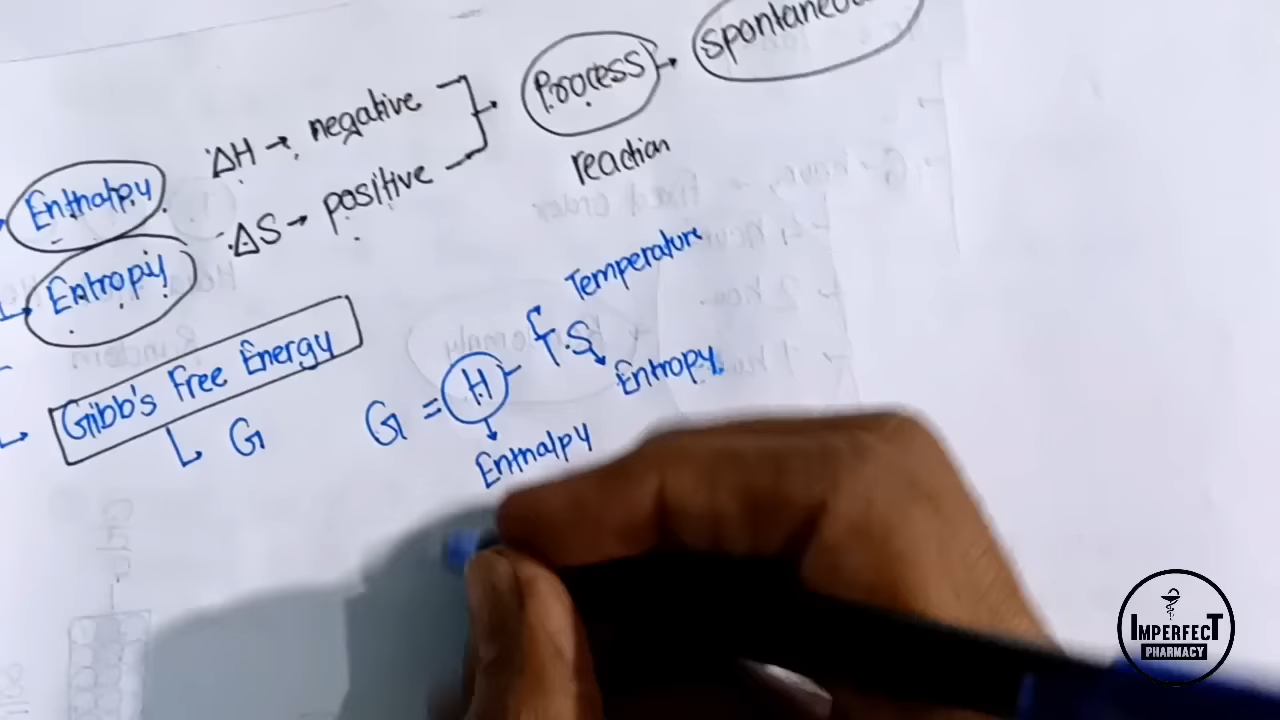 spontaneous
Process
ΔH → negative
reaction
Enthalpy
ΔS → positive
Entropy
Temperature
Gibb's Free Energy
G = H - T.S
Entropy
G
Enthalpy
IMPERFECT
PHARMACY